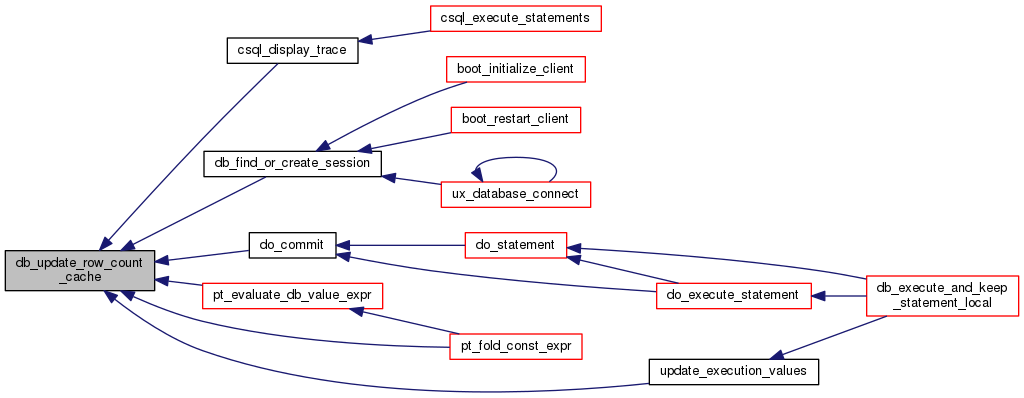 csql_execute_statements
csql_display_trace
boot_initialize_client
boot_restart_client
db_find_or_create_session
ux_database_connect
do_commit
do_statement
db_update_row_count
_cache
pt_evaluate_db_value_expr
do_execute_statement
db_execute_and_keep
_statement_local
pt_fold_const_expr
update_execution_values